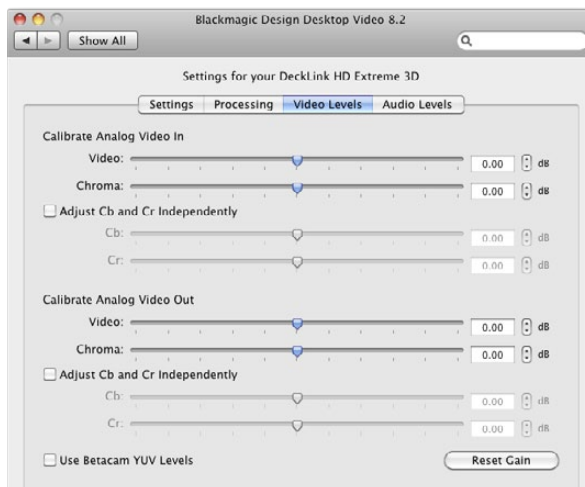 Blackmagic Design Desktop Video 8.2
Show All
Settings for your DeckLink HD Extreme 3D
Settings Processing Video Levels Audio Levels
Calibrate Analog Video In
Video: 0.00 dB
Chroma: 0.00 dB
Adjust Cb and Cr Independently
Cb: 0.00 dB
Cr: 0.00 dB
Calibrate Analog Video Out
Video: 0.00 dB
Chroma: 0.00 dB
Adjust Cb and Cr Independently
Cb: 0.00 dB
Cr: 0.00 dB
Use Betacam YUV Levels Reset Gain